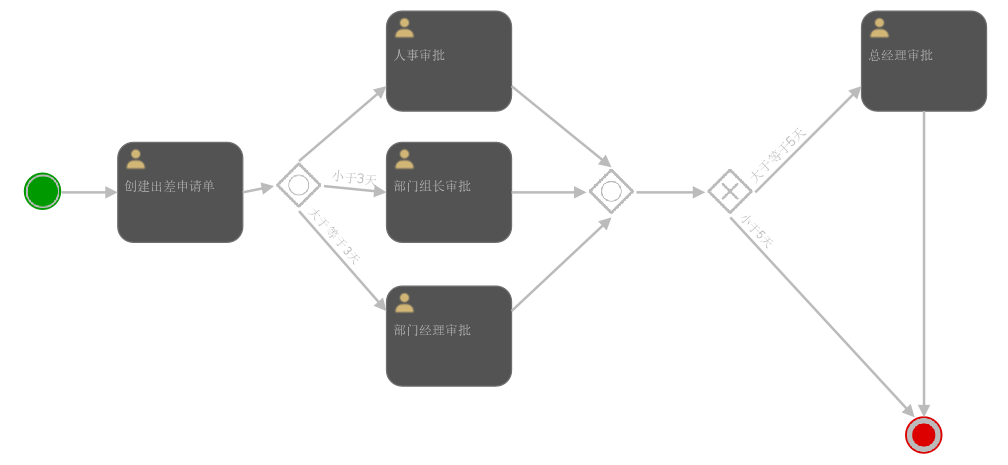 人事审批
总经理审批
创建出差申请单
小于3天
部门组长审批
大于等于3天
大于等于5天
小于5天
部门经理审批